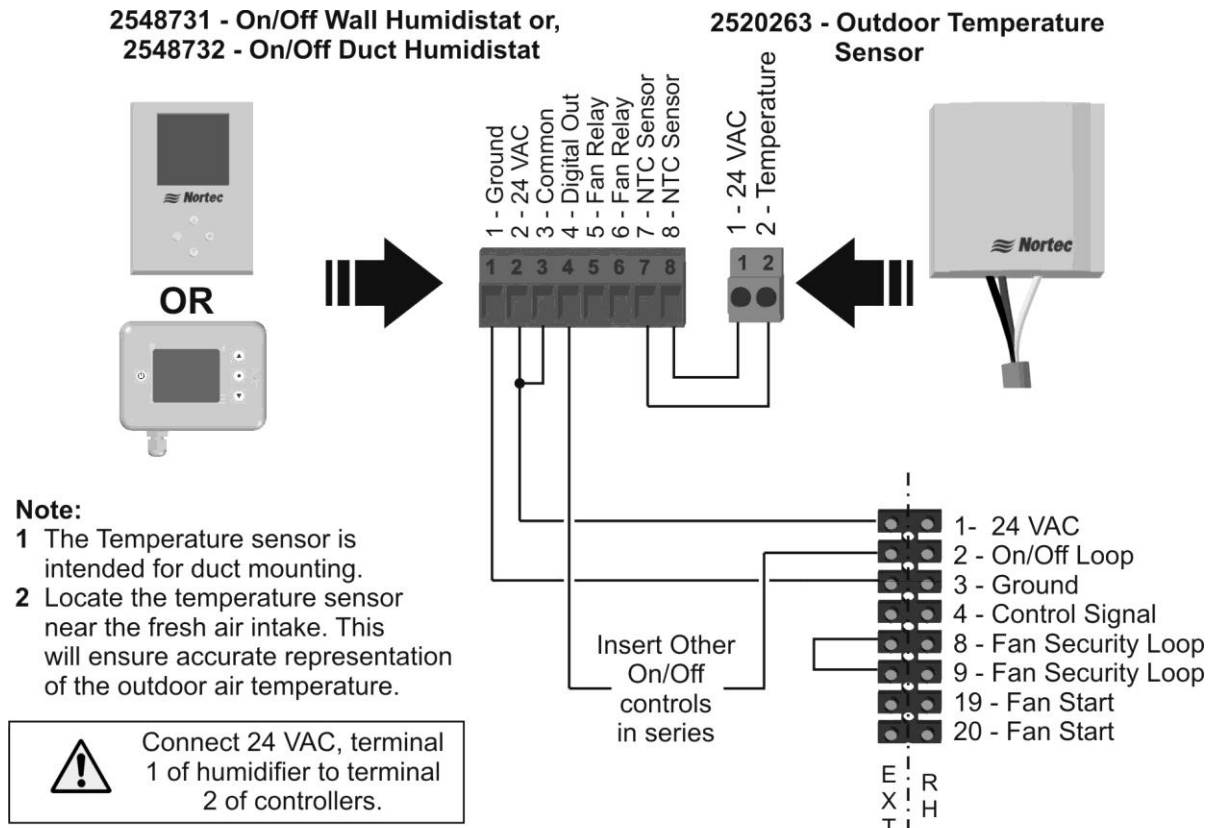 2548731 - On/Off Wall Humidistat or,
2548732 - On/Off Duct Humidistat
2520263 - Outdoor Temperature
Sensor
Nortec
OR
1 - Ground
2 - 24 VAC
3 - Common
4 - Digital Out
5 - Fan Relay
6 - Fan Relay
7 - NTC Sensor
8 - NTC Sensor
1 2 3 4 5 6 7 8
1 - 24 VAC
2 - Temperature
1 2
Nortec
Note:
1 The Temperature sensor is
intended for duct mounting.
2 Locate the temperature sensor
near the fresh air intake. This
will ensure accurate representation
of the outdoor air temperature.
Connect 24 VAC, terminal
1 of humidifier to terminal
2 of controllers.
Insert Other
On/Off
controls
in series
1- 24 VAC
2 - On/Off Loop
3 - Ground
4 - Control Signal
8 - Fan Security Loop
9 - Fan Security Loop
19 - Fan Start
20 - Fan Start
EXT
RH